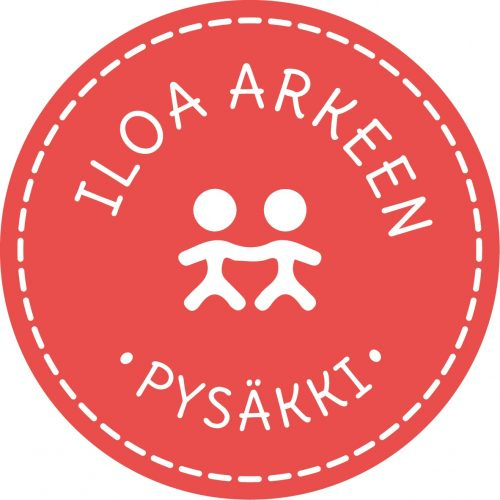 ILOA ARKEEN
• PYSÄKKI •